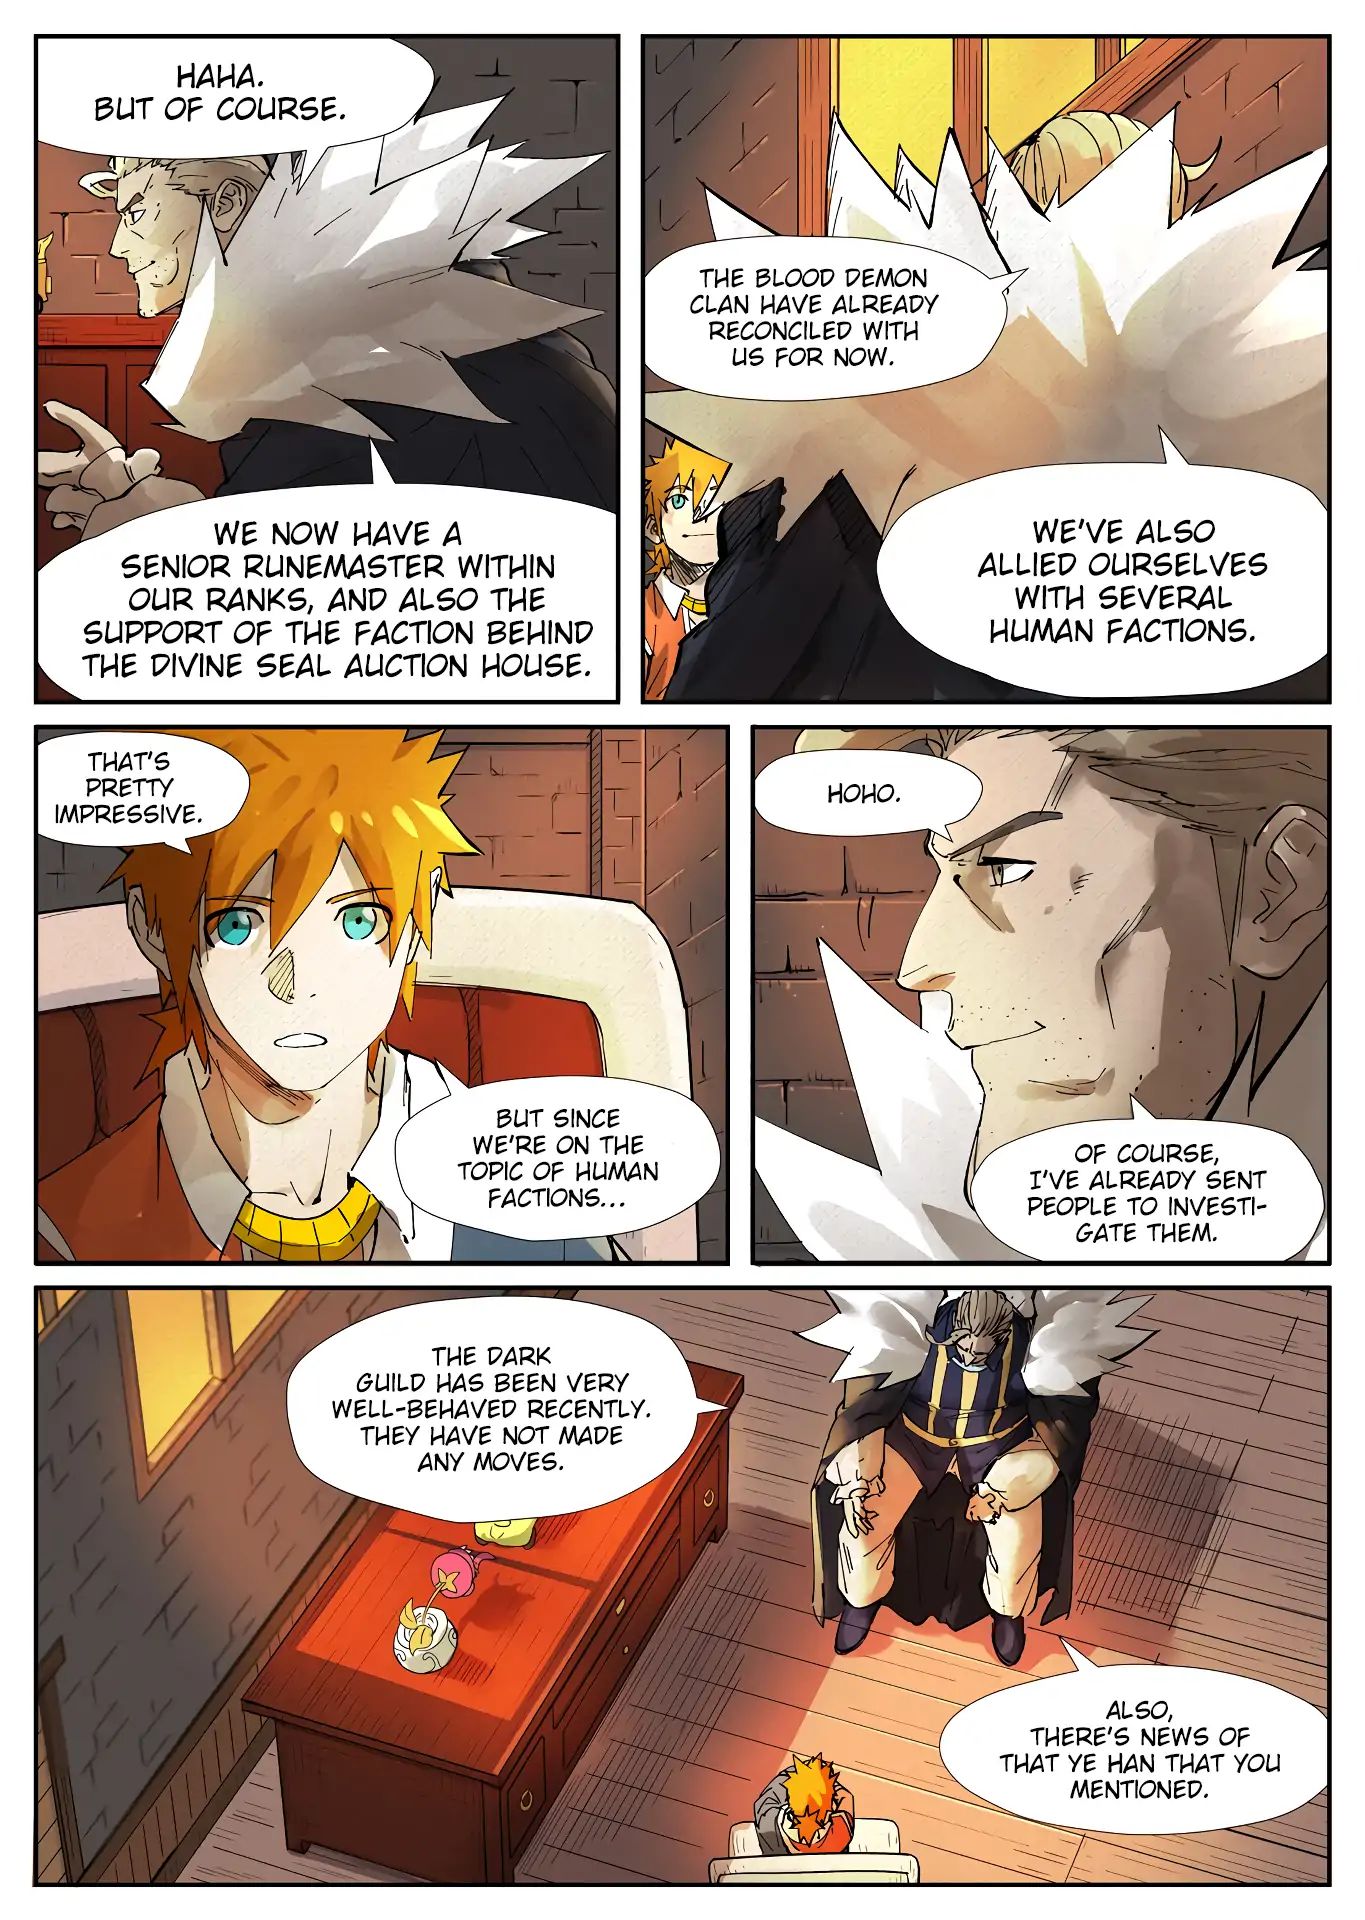 HAHA.
BUT OF COURSE.
WE NOW HAVE A
SENIOR RUNEMASTER WITHIN
OUR RANKS, AND ALSO THE
SUPPORT OF THE FACTION BEHIND
THE DIVINE SEAL AUCTION HOUSE.
THE BLOOD DEMON
CLAN HAVE ALREADY
RECONCILED WITH
US FOR NOW.
WE'VE ALSO
ALLIED OURSELVES
WITH SEVERAL
HUMAN FACTIONS.
THAT'S
PRETTY
IMPRESSIVE.
BUT SINCE
WE'RE ON THE
TOPIC OF HUMAN
FACTIONS...
HOHO.
OF COURSE,
I'VE ALREADY SENT
PEOPLE TO INVESTI-
GATE THEM.
THE DARK
GUILD HAS BEEN VERY
WELL-BEHAVED RECENTLY.
THEY HAVE NOT MADE
ANY MOVES.
ALSO,
THERE'S NEWS OF
THAT YE HAN THAT YOU
MENTIONED.